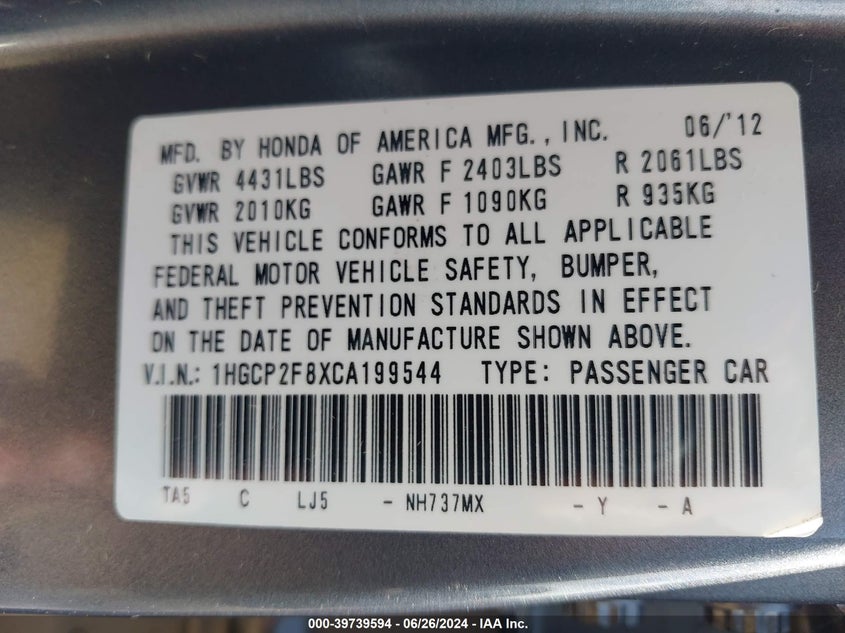 MFD. BY HONDA OF AMERICA MFG., INC. 06/'12
GVWR 4431LBS GAWR F 2403LBS R 2061LBS
GVWR 2010KG GAWR F 1090KG R 935KG
THIS VEHICLE CONFORMS TO ALL APPLICABLE
FEDERAL MOTOR VEHICLE SAFETY, BUMPER,
AND THEFT PREVENTION STANDARDS IN EFFECT
ON THE DATE OF MANUFACTURE SHOWN ABOVE.
V.I.N.: 1HGCP2F8XCA199544 TYPE: PASSENGER CAR
TA5 C LJ5 - NH737MX - Y - A
000-39739594 - 06/26/2024 - IAA Inc.